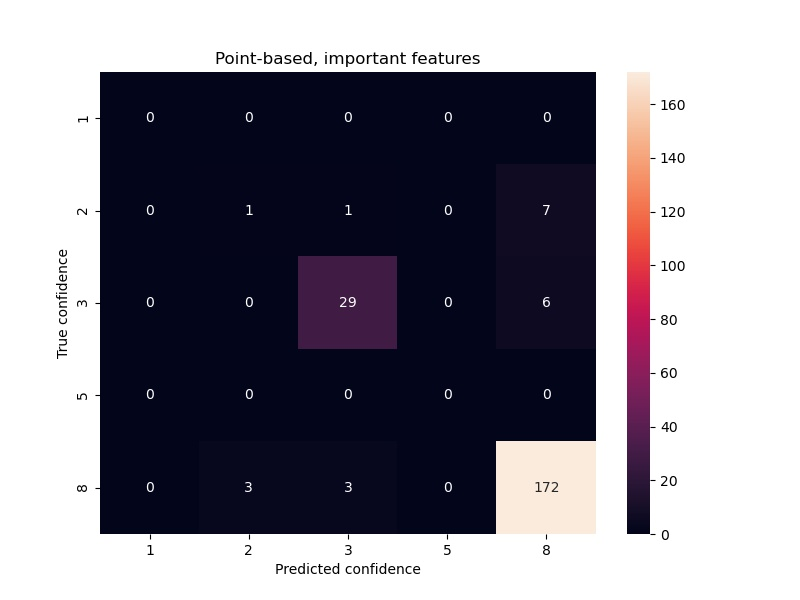 Point-based, important features
1 0 0 0 0 0
2 0 1 1 0 7
3 0 0 29 0 6
5 0 0 0 0 0
8 0 3 3 0 172
1 2 3 5 8
Predicted confidence
True confidence
160
140
120
100
80
60
40
20
0